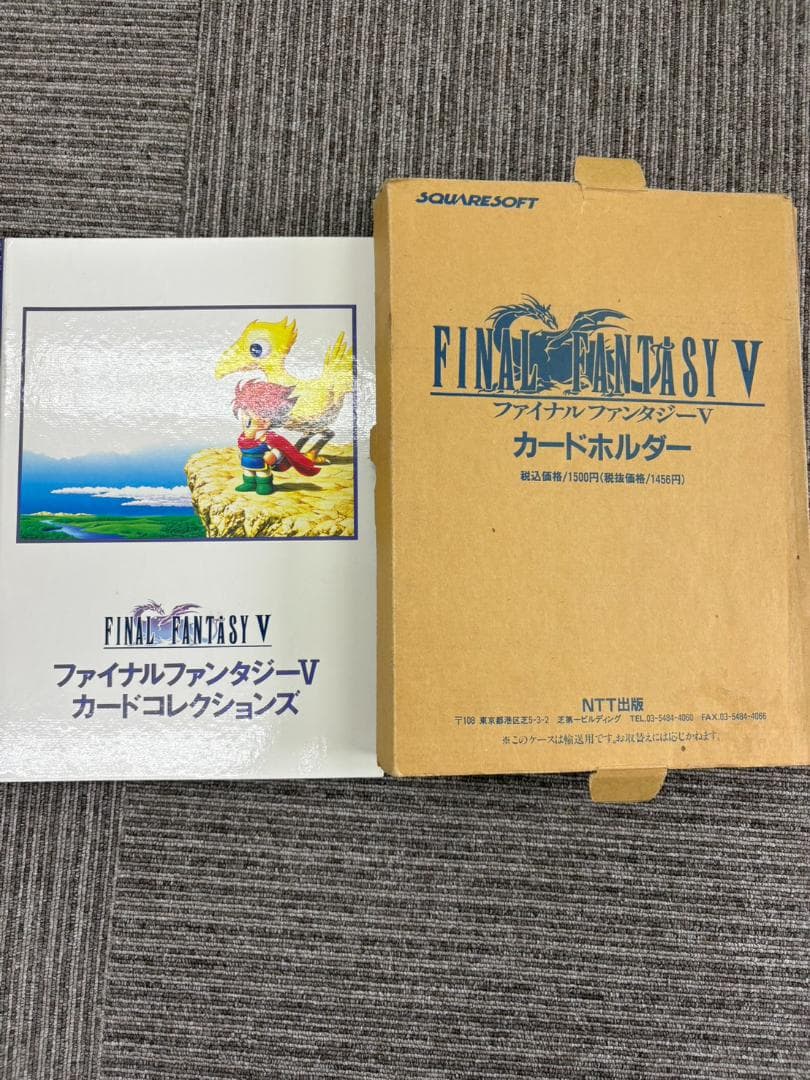 FINAL FANTASY V
ファイナルファンタジーV
カードコレクションズ
SQUARESOFT
FINAL FANTASY V
ファイナルファンタジーV
カードホルダー
税込価格/1500円(税抜価格/1456円)
NTT出版
〒108 東京都港区芝5-3-2 芝第一ビルディング TEL.03-5484-4060 FAX.03-5484-4066
※このケースは輸送用です。お取替えには応じかねます。